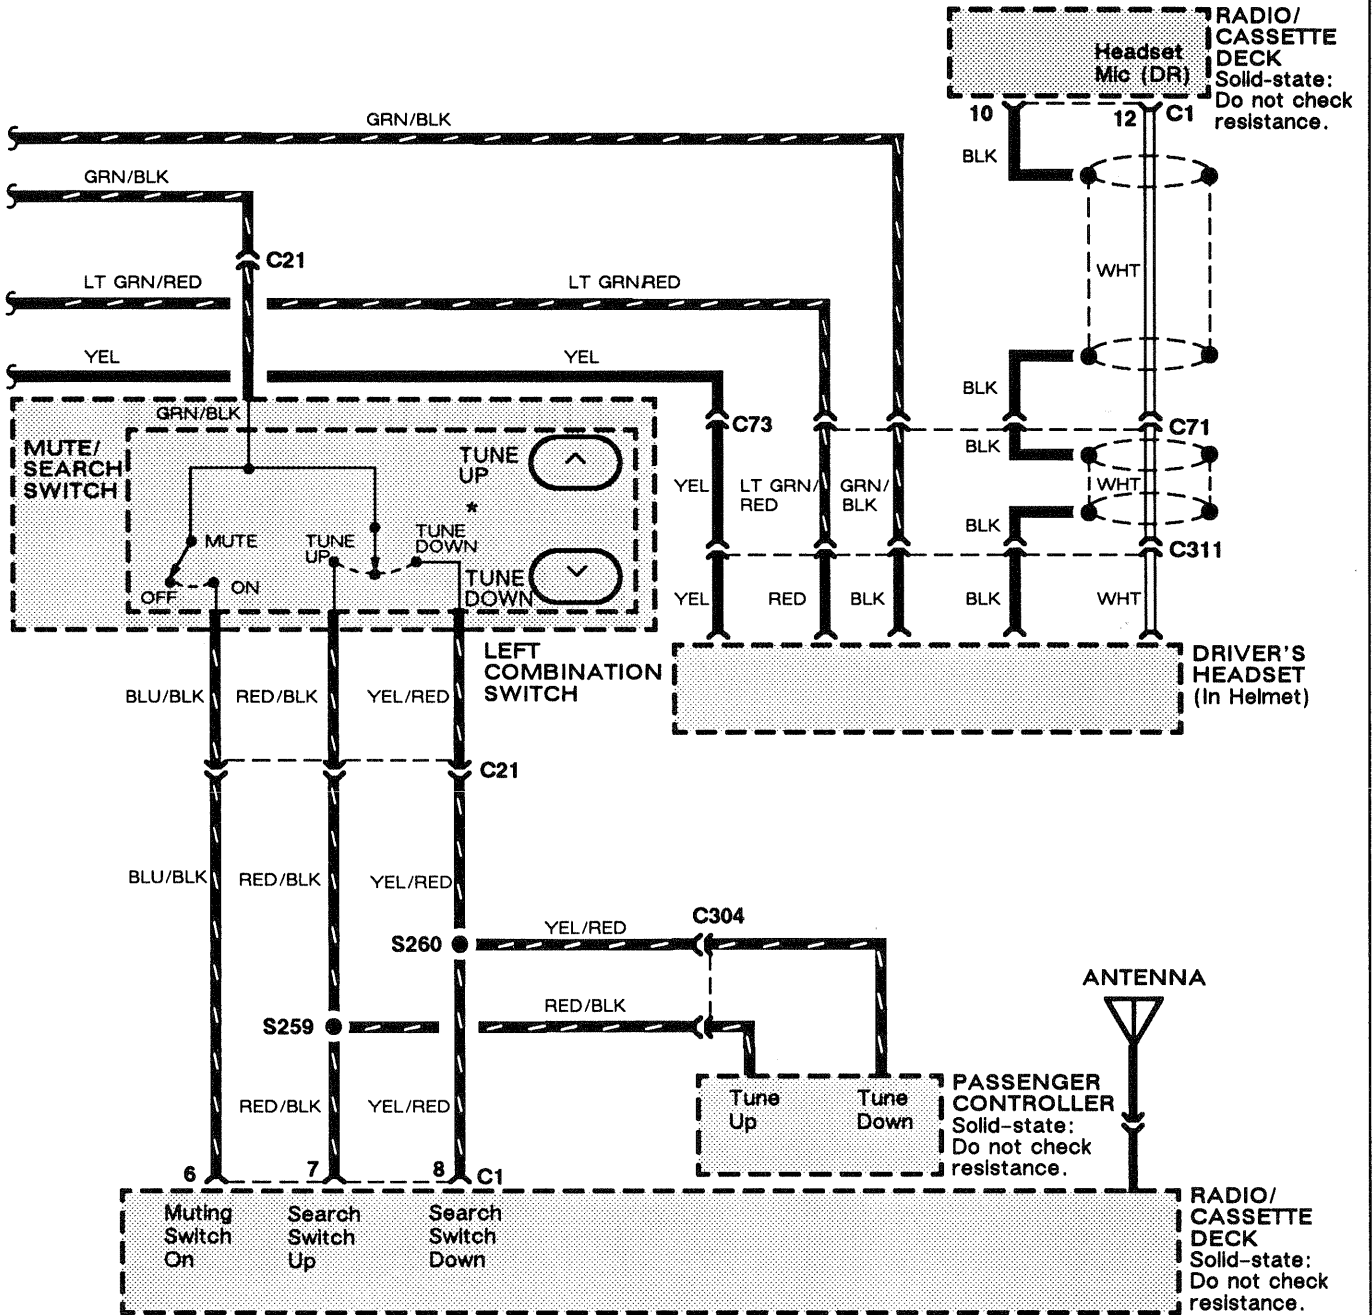 RADIO/
CASSETTE
DECK
Solid-state:
Do not check
resistance.
Headset
Mic (DR)
10
12
C1
GRN/BLK
BLK
GRN/BLK
C21
WHT
LT GRN/RED
LT GRN/RED
YEL
YEL
BLK
GRN/BLK
C73
C71
MUTE/
SEARCH
SWITCH
TUNE
UP
*
BLK
YEL
LT GRN/
RED
GRN/
BLK
WHT
BLK
MUTE
TUNE
UP
TUNE
DOWN
C311
OFF
ON
TUNE
DOWN
YEL
RED
BLK
BLK
WHT
LEFT
COMBINATION
SWITCH
DRIVER'S
HEADSET
(In Helmet)
BLU/BLK
RED/BLK
YEL/RED
C21
BLU/BLK
RED/BLK
YEL/RED
C304
S260
YEL/RED
ANTENNA
S259
RED/BLK
RED/BLK
YEL/RED
Tune
Up
Tune
Down
PASSENGER
CONTROLLER
Solid-state:
Do not check
resistance.
6
7
8
C1
Muting
Switch
On
Search
Switch
Up
Search
Switch
Down
RADIO/
CASSETTE
DECK
Solid-state:
Do not check
resistance.